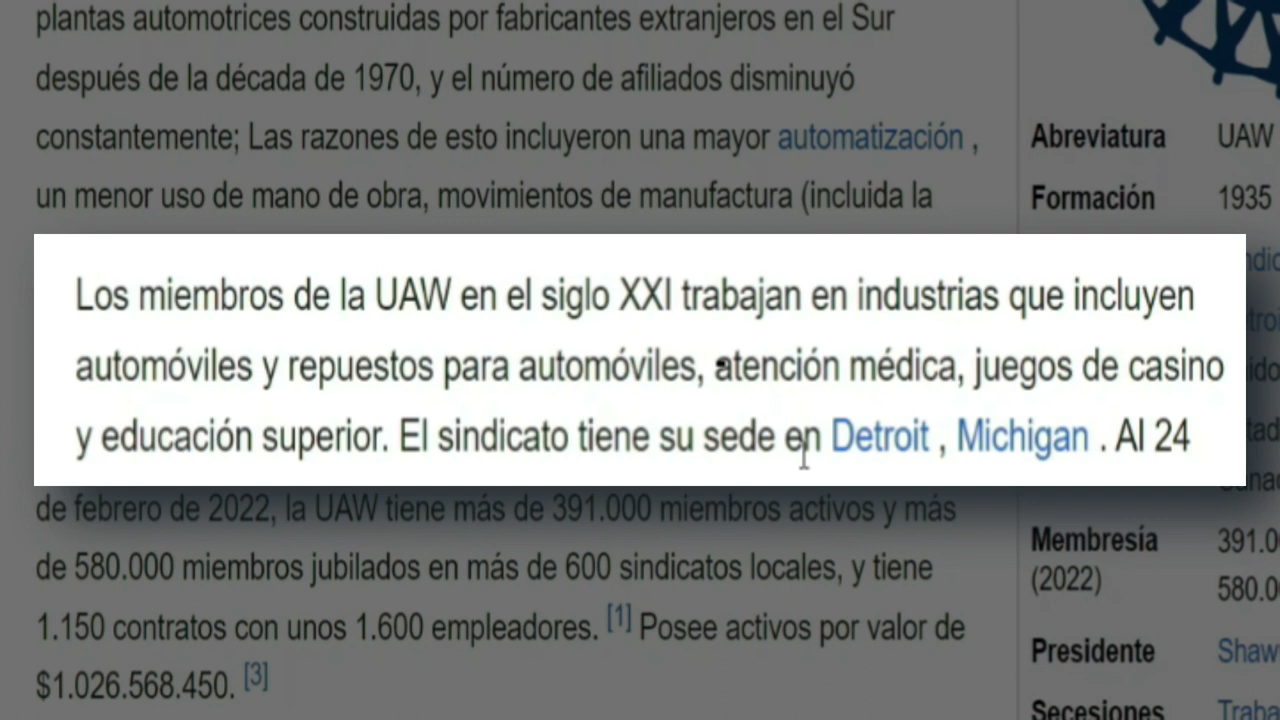 plantas automotrices construidas por fabricantes extranjeros en el Sur
después de la década de 1970, y el número de afiliados disminuyó
constantemente; Las razones de esto incluyeron una mayor automatización ,
un menor uso de mano de obra, movimientos de manufactura (incluida la
Los miembros de la UAW en el siglo XXI trabajan en industrias que incluyen
automóviles y repuestos para automóviles, atención médica, juegos de casino
y educación superior. El sindicato tiene su sede en Detroit , Michigan . Al 24
de febrero de 2022, la UAW tiene más de 391.000 miembros activos y más
de 580.000 miembros jubilados en más de 600 sindicatos locales, y tiene
1.150 contratos con unos 1.600 empleadores. [1] Posee activos por valor de
$1.026.568.450. [3]
Abreviatura UAW
Formación 1935
Membresía 391.0
(2022) 580.0
Presidente Shaw
Secesiones Traba